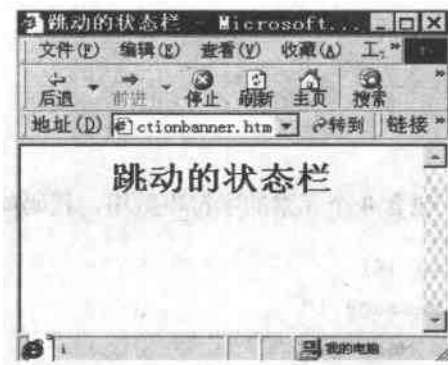 跳动的状态栏 - Microsoft...
文件(F) 编辑(E) 查看(V) 收藏(A) 工. »
后退 前进 停止 刷新 主页 搜索 »
地址(D) ctionbanner.htm 转到 链接 »
跳动的状态栏
我的电脑